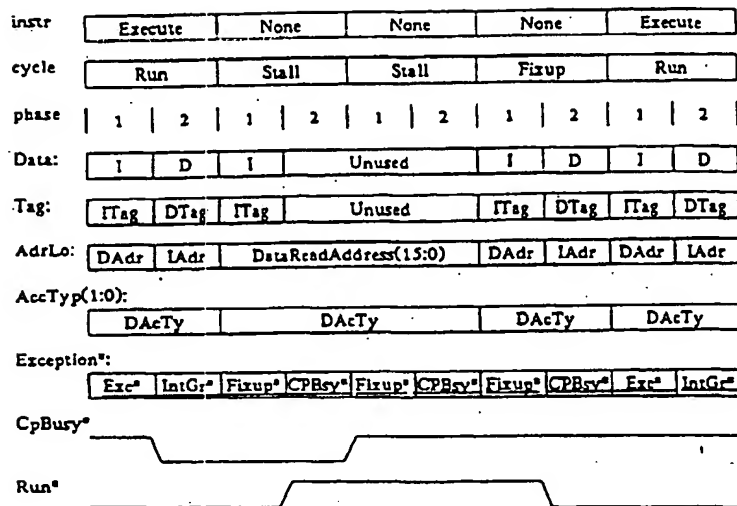 instr Execute None None None Execute
cycle Run Stall Stall Fixup Run
phase 1 2 1 2 1 2 1 2 1 2
Data: I D I Unused I D I D
Tag: ITag DTag ITag Unused ITag DTag ITag DTag
AdrLo: DAdr IAdr DataReadAddress(15:0) DAdr IAdr DAdr IAdr
AccTyp(1:0):
DAcTy DAcTy DAcTy DAcTy
Exception*:
Exc* IntGr* Fixup* CPBsy* Fixup* CPBsy* Fixup* CPBsy* Exc* IntGr*
CpBusy*
Run*